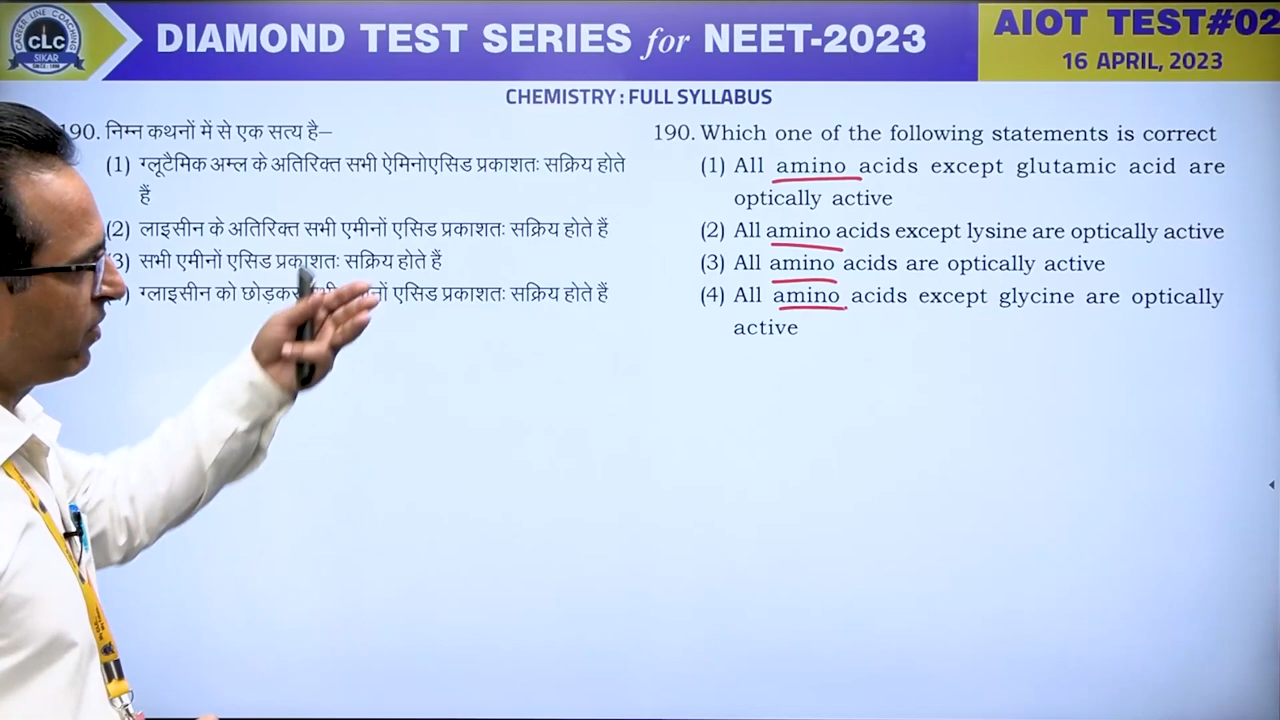 CAREER LINE COACHING
CLC
SIKAR
DIAMOND TEST SERIES for NEET-2023
AIOT TEST#02
16 APRIL, 2023
CHEMISTRY : FULL SYLLABUS
90. निम्न कथनों में से एक सत्य है–
(1) ग्लूटैमिक अम्ल के अतिरिक्त सभी ऐमिनोएसिड प्रकाशतः सक्रिय होते
हैं
(2) लाइसीन के अतिरिक्त सभी एमीनों एसिड प्रकाशतः सक्रिय होते हैं
3) सभी एमीनों एसिड प्रकाशतः सक्रिय होते हैं
) ग्लाइसीन को एसिड प्रकाशतः सक्रिय होते हैं
190. Which one of the following statements is correct
(1) All amino acids except glutamic acid are
optically active
(2) All amino acids except lysine are optically active
(3) All amino acids are optically active
(4) All amino acids except glycine are optically
active